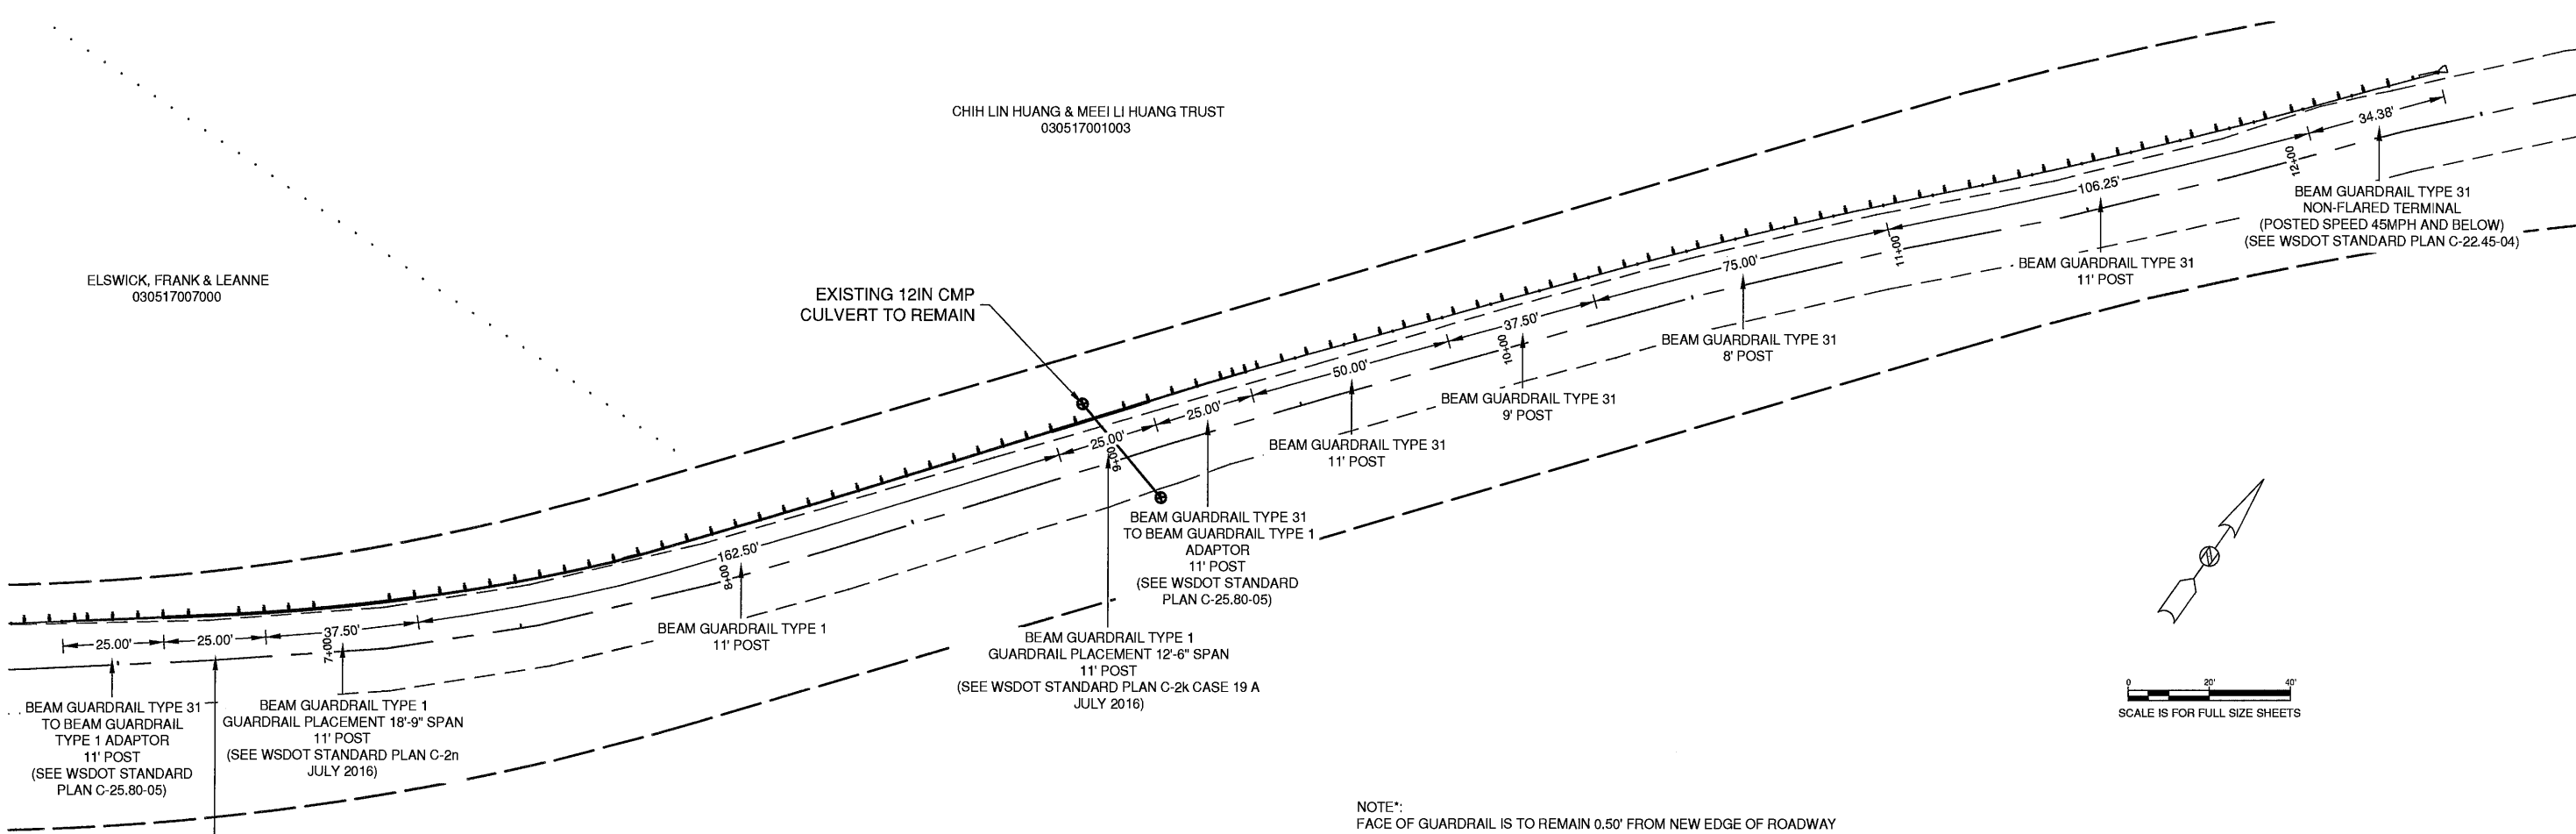 CHIH LIN HUANG & MEEI LI HUANG TRUST
030517001003
ELSWICK, FRANK & LEANNE
030517007000
EXISTING 12IN CMP
CULVERT TO REMAIN
25.00'
25.00'
37.50'
162.50'
25.00'
25.00'
50.00'
37.50'
75.00'
106.25'
34.38'
7+00
8+00
9+00
10+00
11+00
12+00
BEAM GUARDRAIL TYPE 31
TO BEAM GUARDRAIL
TYPE 1 ADAPTOR
11' POST
(SEE WSDOT STANDARD
PLAN C-25.80-05)
BEAM GUARDRAIL TYPE 1
GUARDRAIL PLACEMENT 18'-9" SPAN
11' POST
(SEE WSDOT STANDARD PLAN C-2n
JULY 2016)
BEAM GUARDRAIL TYPE 1
11' POST
BEAM GUARDRAIL TYPE 1
GUARDRAIL PLACEMENT 12'-6" SPAN
11' POST
(SEE WSDOT STANDARD PLAN C-2k CASE 19 A
JULY 2016)
BEAM GUARDRAIL TYPE 31
TO BEAM GUARDRAIL TYPE 1
ADAPTOR
11' POST
(SEE WSDOT STANDARD
PLAN C-25.80-05)
BEAM GUARDRAIL TYPE 31
11' POST
BEAM GUARDRAIL TYPE 31
9' POST
BEAM GUARDRAIL TYPE 31
8' POST
BEAM GUARDRAIL TYPE 31
11' POST
BEAM GUARDRAIL TYPE 31
NON-FLARED TERMINAL
(POSTED SPEED 45MPH AND BELOW)
(SEE WSDOT STANDARD PLAN C-22.45-04)
N
0 20' 40'
SCALE IS FOR FULL SIZE SHEETS
NOTE*:
FACE OF GUARDRAIL IS TO REMAIN 0.50' FROM NEW EDGE OF ROADWAY